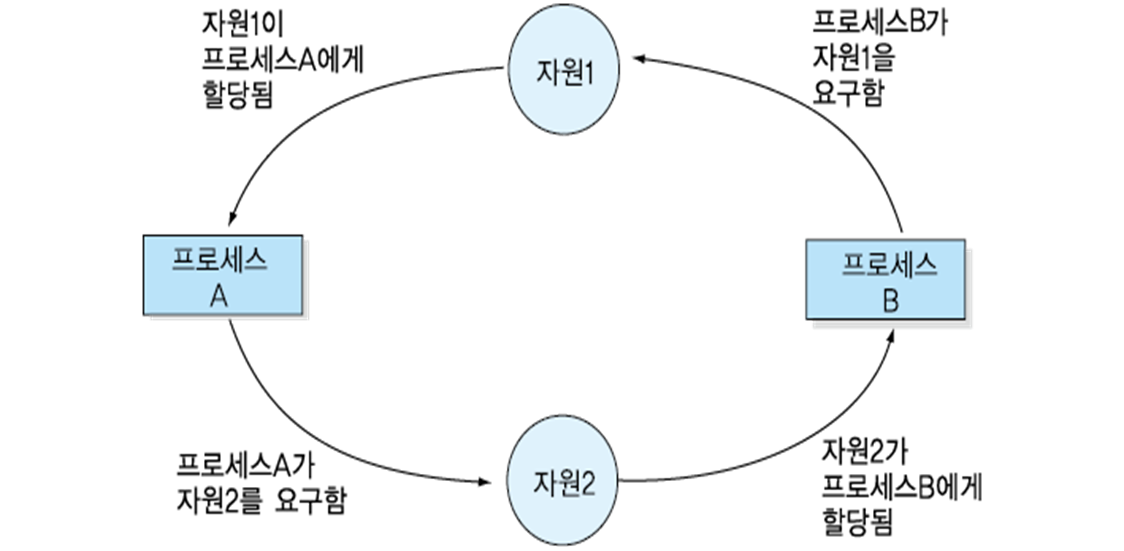 자원1이
프로세스A에게
할당됨
자원1
프로세스B가
자원1을
요구함
프로세스
A
프로세스
B
프로세스A가
자원2를 요구함
자원2
자원2가
프로세스B에게
할당됨